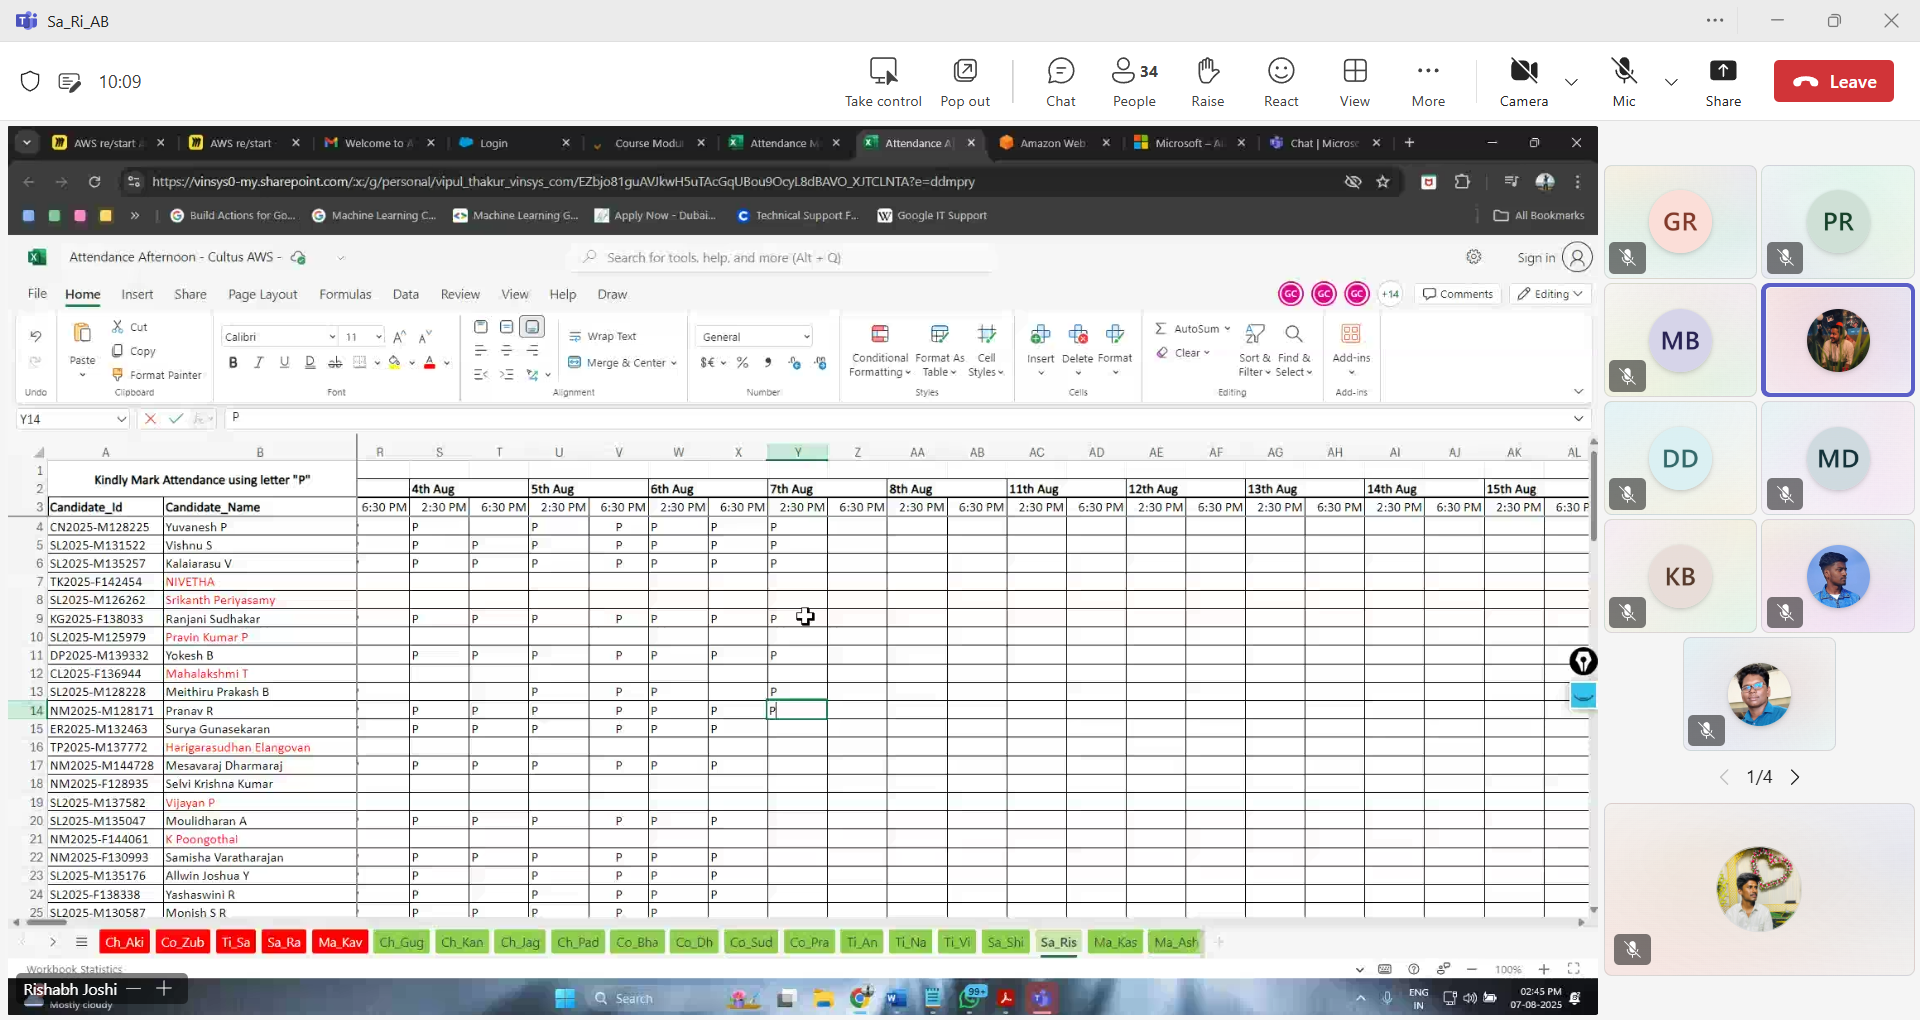 Sa_Ri_AB
10:09
Take control
Pop out
Chat
34
People
Raise
React
View
More
Camera
Mic
Share
Leave
AWS re/start
AWS re/start
Welcome to
Login
Course Modul
Attendance M
Attendance A
Amazon Web
Microsoft – A
Chat | Micros
https://vinsys0-my.sharepoint.com/:x:/g/personal/vipul_thakur_vinsys_com/EZbjo81guAVJkwH5uTAcGqUBou9OcyL8dBAVO_XJTCLNTA?e=ddmpry
Build Actions for Go...
Machine Learning C...
Machine Learning G...
Apply Now - Dubai...
Technical Support F...
Google IT Support
All Bookmarks
Attendance Afternoon - Cultus AWS -
Search for tools, help, and more (Alt + Q)
Sign in
File Home Insert Share Page Layout Formulas Data Review View Help Draw
GC GC GC +14
Comments
Editing
Paste
Cut
Copy
Format Painter
Calibri 11
Wrap Text
Merge & Center
General
Conditional Formatting
Format As Table
Cell Styles
Insert Delete Format
AutoSum
Clear
Sort & Filter
Find & Select
Add-ins
Undo Clipboard Font Alignment Number Styles Cells Editing Add-ins
Y14
P
A B R S T U V W X Y Z AA AB AC AD AE AF AG AH AI AJ AK AL
1
Kindly Mark Attendance using letter "P"
2 4th Aug 5th Aug 6th Aug 7th Aug 8th Aug 11th Aug 12th Aug 13th Aug 14th Aug 15th Aug
3 Candidate_Id Candidate_Name 6:30 PM 2:30 PM 6:30 PM 2:30 PM 6:30 PM 2:30 PM 6:30 PM 2:30 PM 6:30 PM 2:30 PM 6:30 PM 2:30 PM 6:30 PM 2:30 PM 6:30 PM 2:30 PM 6:30 PM 2:30 PM 6:30 PM 2:30 PM 6:30 P
4 CN2025-M128225 Yuvanesh P P P P P P P
5 SL2025-M131522 Vishnu S P P P P P P P
6 SL2025-M135257 Kalaiarasu V P P P P P P P
7 TK2025-F142454 NIVETHA
8 SL2025-M126262 Srikanth Periyasamy
9 KG2025-F138033 Ranjani Sudhakar P P P P P P P
10 SL2025-M125979 Pravin Kumar P
11 DP2025-M139332 Yokesh B P P P P P P P
12 CL2025-F136944 Mahalakshmi T
13 SL2025-M128228 Meithiru Prakash B P P P P
14 NM2025-M128171 Pranav R P P P P P P P
15 ER2025-M132463 Surya Gunasekaran P P P P P P
16 TP2025-M137772 Harigarasudhan Elangovan
17 NM2025-M144728 Mesavaraj Dharmaraj P P P P P P
18 NM2025-F128935 Selvi Krishna Kumar
19 SL2025-M137582 Vijayan P
20 SL2025-M135047 Moulidharan A P P P P P P
21 NM2025-F144061 K Poongothai
22 NM2025-F130993 Samisha Varatharajan P P P P P P
23 SL2025-M135176 Allwin Joshua Y P P P P P P
24 SL2025-F138338 Yashaswini R P P P P P
25 SL2025-M130587 Monish S R P P P P P
Ch_Aki Co_Zub Ti_Sa Sa_Ra Ma_Kav Ch_Gug Ch_Kan Ch_Jag Ch_Pad Co_Bha Co_Dh Co_Sud Co_Pra Ti_An Ti_Na Ti_Vi Sa_Shi Sa_Ris Ma_Kas Ma_Ash
Workbook Statistics
100%
Rishabh Joshi
Mostly cloudy
Search
99+
ENG
IN
02:45 PM
07-08-2025
GR
PR
MB
DD
MD
KB
1/4